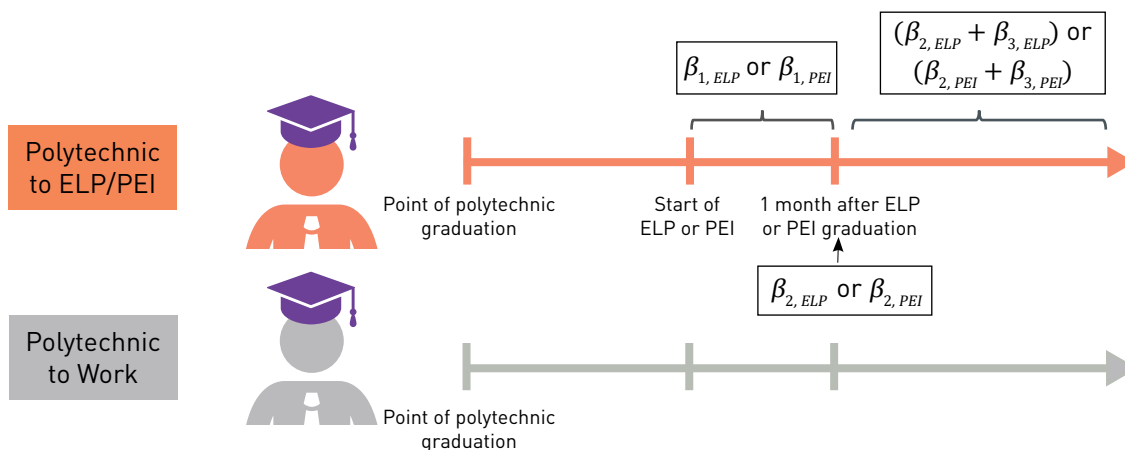 (β2, ELP + β3, ELP) or
(β2, PEI + β3, PEI)
β1, ELP or β1, PEI
Polytechnic
to ELP/PEI
Point of polytechnic
graduation
Start of
ELP or PEI
1 month after ELP
or PEI graduation
β2, ELP or β2, PEI
Polytechnic
to Work
Point of polytechnic
graduation